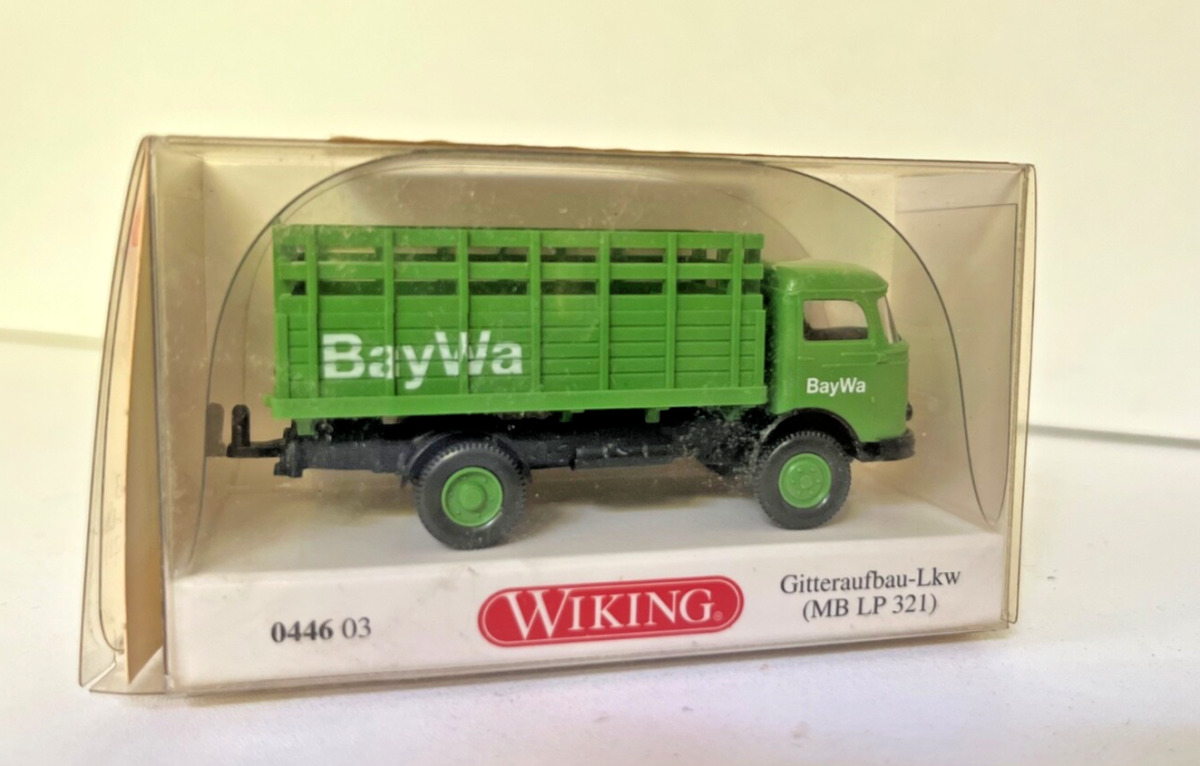 BayWa
BayWa
0446 03
WIKING®
Gitteraufbau-Lkw
(MB LP 321)